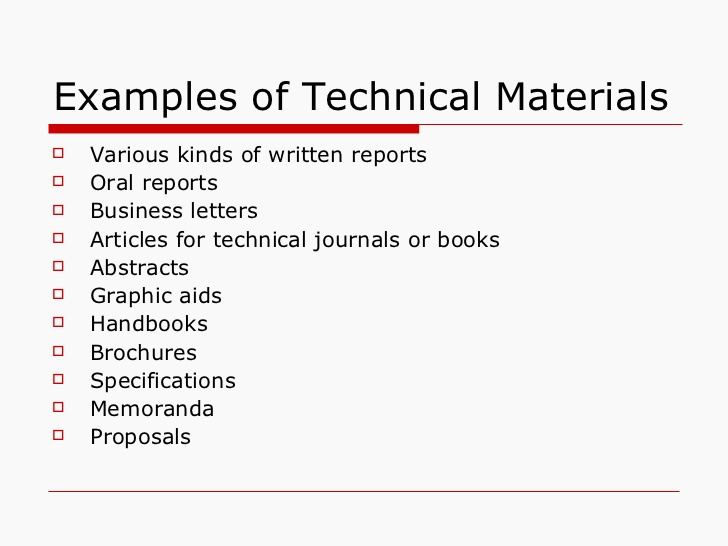 Examples of Technical Materials
Various kinds of written reports
Oral reports
Business letters
Articles for technical journals or books
Abstracts
Graphic aids
Handbooks
Brochures
Specifications
Memoranda
Proposals